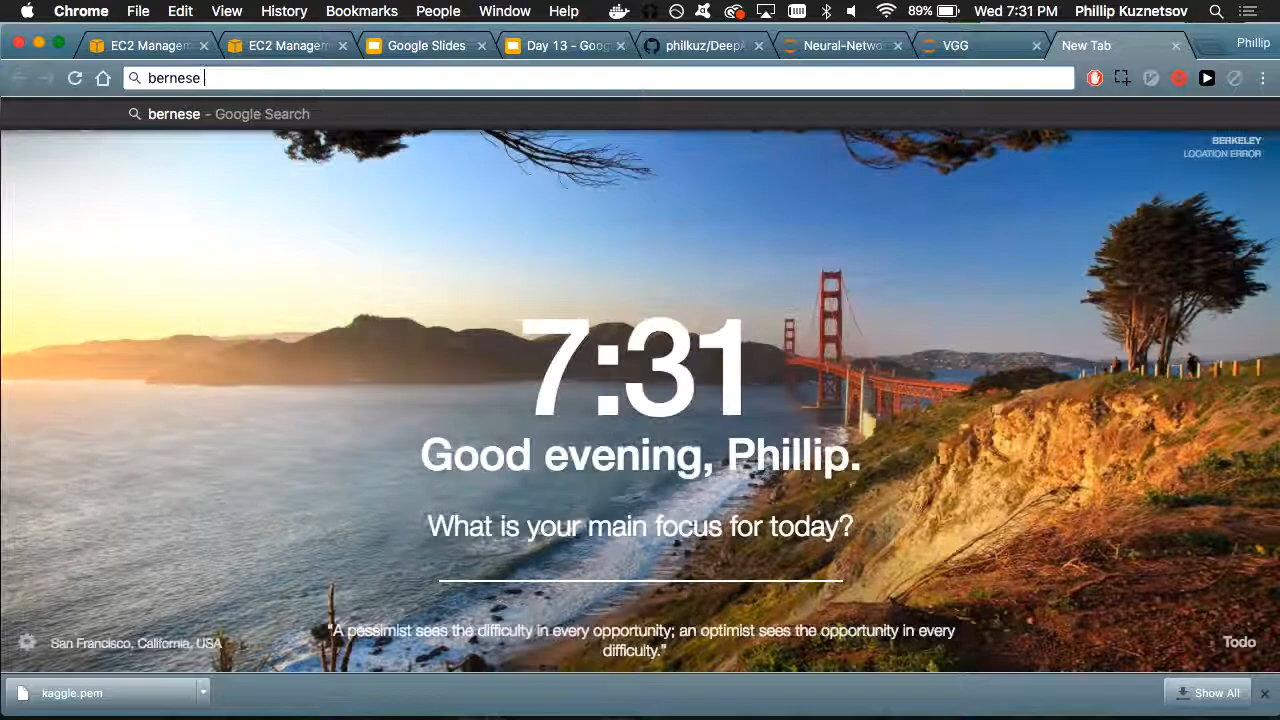 Chrome File Edit View History Bookmarks People Window Help 89% Wed 7:31 PM Phillip Kuznetsov
EC2 Managem EC2 Managem Google Slides Day 13 - Goog philkuz/DeepA Neural-Netwo VGG New Tab Phillip
bernese
bernese - Google Search
BERKELEY
LOCATION ERROR
7:31
Good evening, Phillip.
What is your main focus for today?
"A pessimist sees the difficulty in every opportunity; an optimist sees the opportunity in every
difficulty."
San Francisco, California, USA
Todo
kaggle.pem
Show All